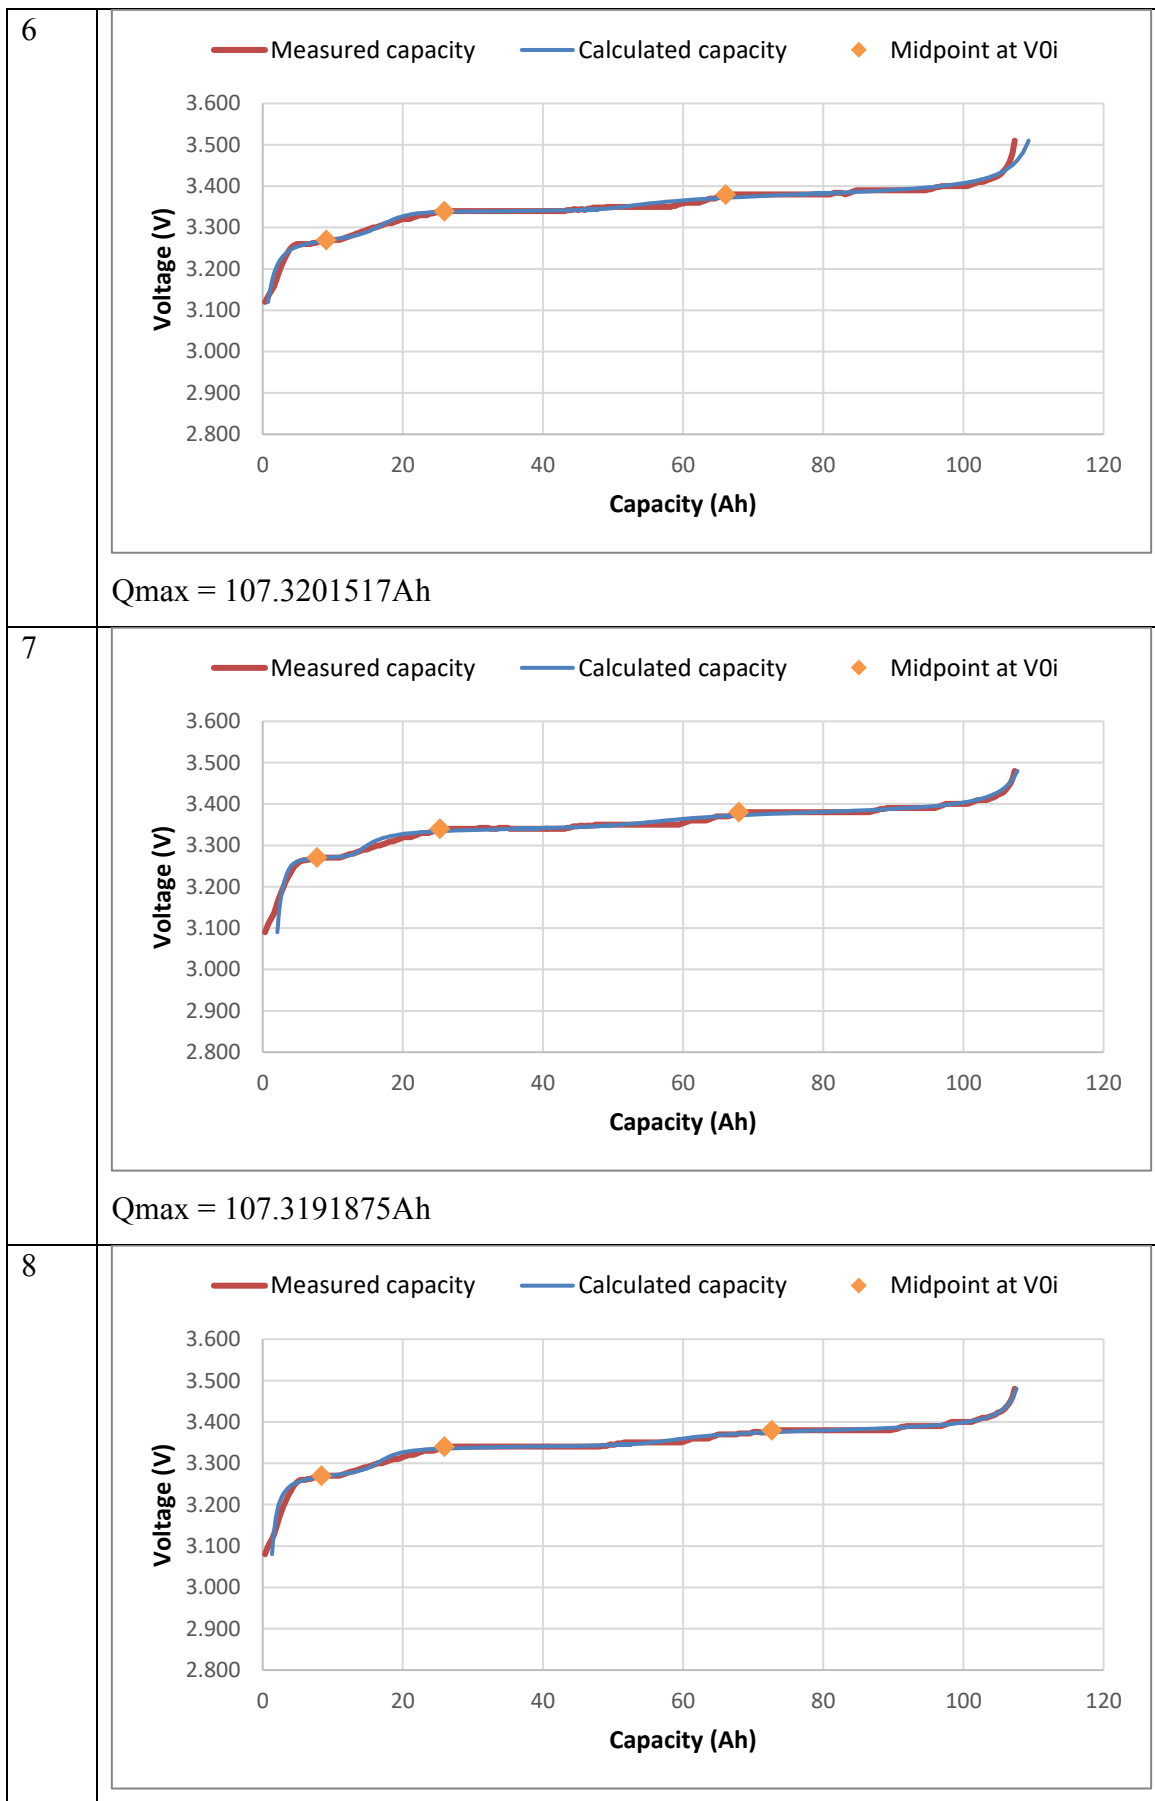 6
Measured capacity Calculated capacity Midpoint at V0i
3.600
3.500
3.400
3.300
3.200
3.100
3.000
2.900
2.800
Voltage (V)
0 20 40 60 80 100 120
Capacity (Ah)
Qmax = 107.3201517Ah
7
Measured capacity Calculated capacity Midpoint at V0i
3.600
3.500
3.400
3.300
3.200
3.100
3.000
2.900
2.800
Voltage (V)
0 20 40 60 80 100 120
Capacity (Ah)
Qmax = 107.3191875Ah
8
Measured capacity Calculated capacity Midpoint at V0i
3.600
3.500
3.400
3.300
3.200
3.100
3.000
2.900
2.800
Voltage (V)
0 20 40 60 80 100 120
Capacity (Ah)